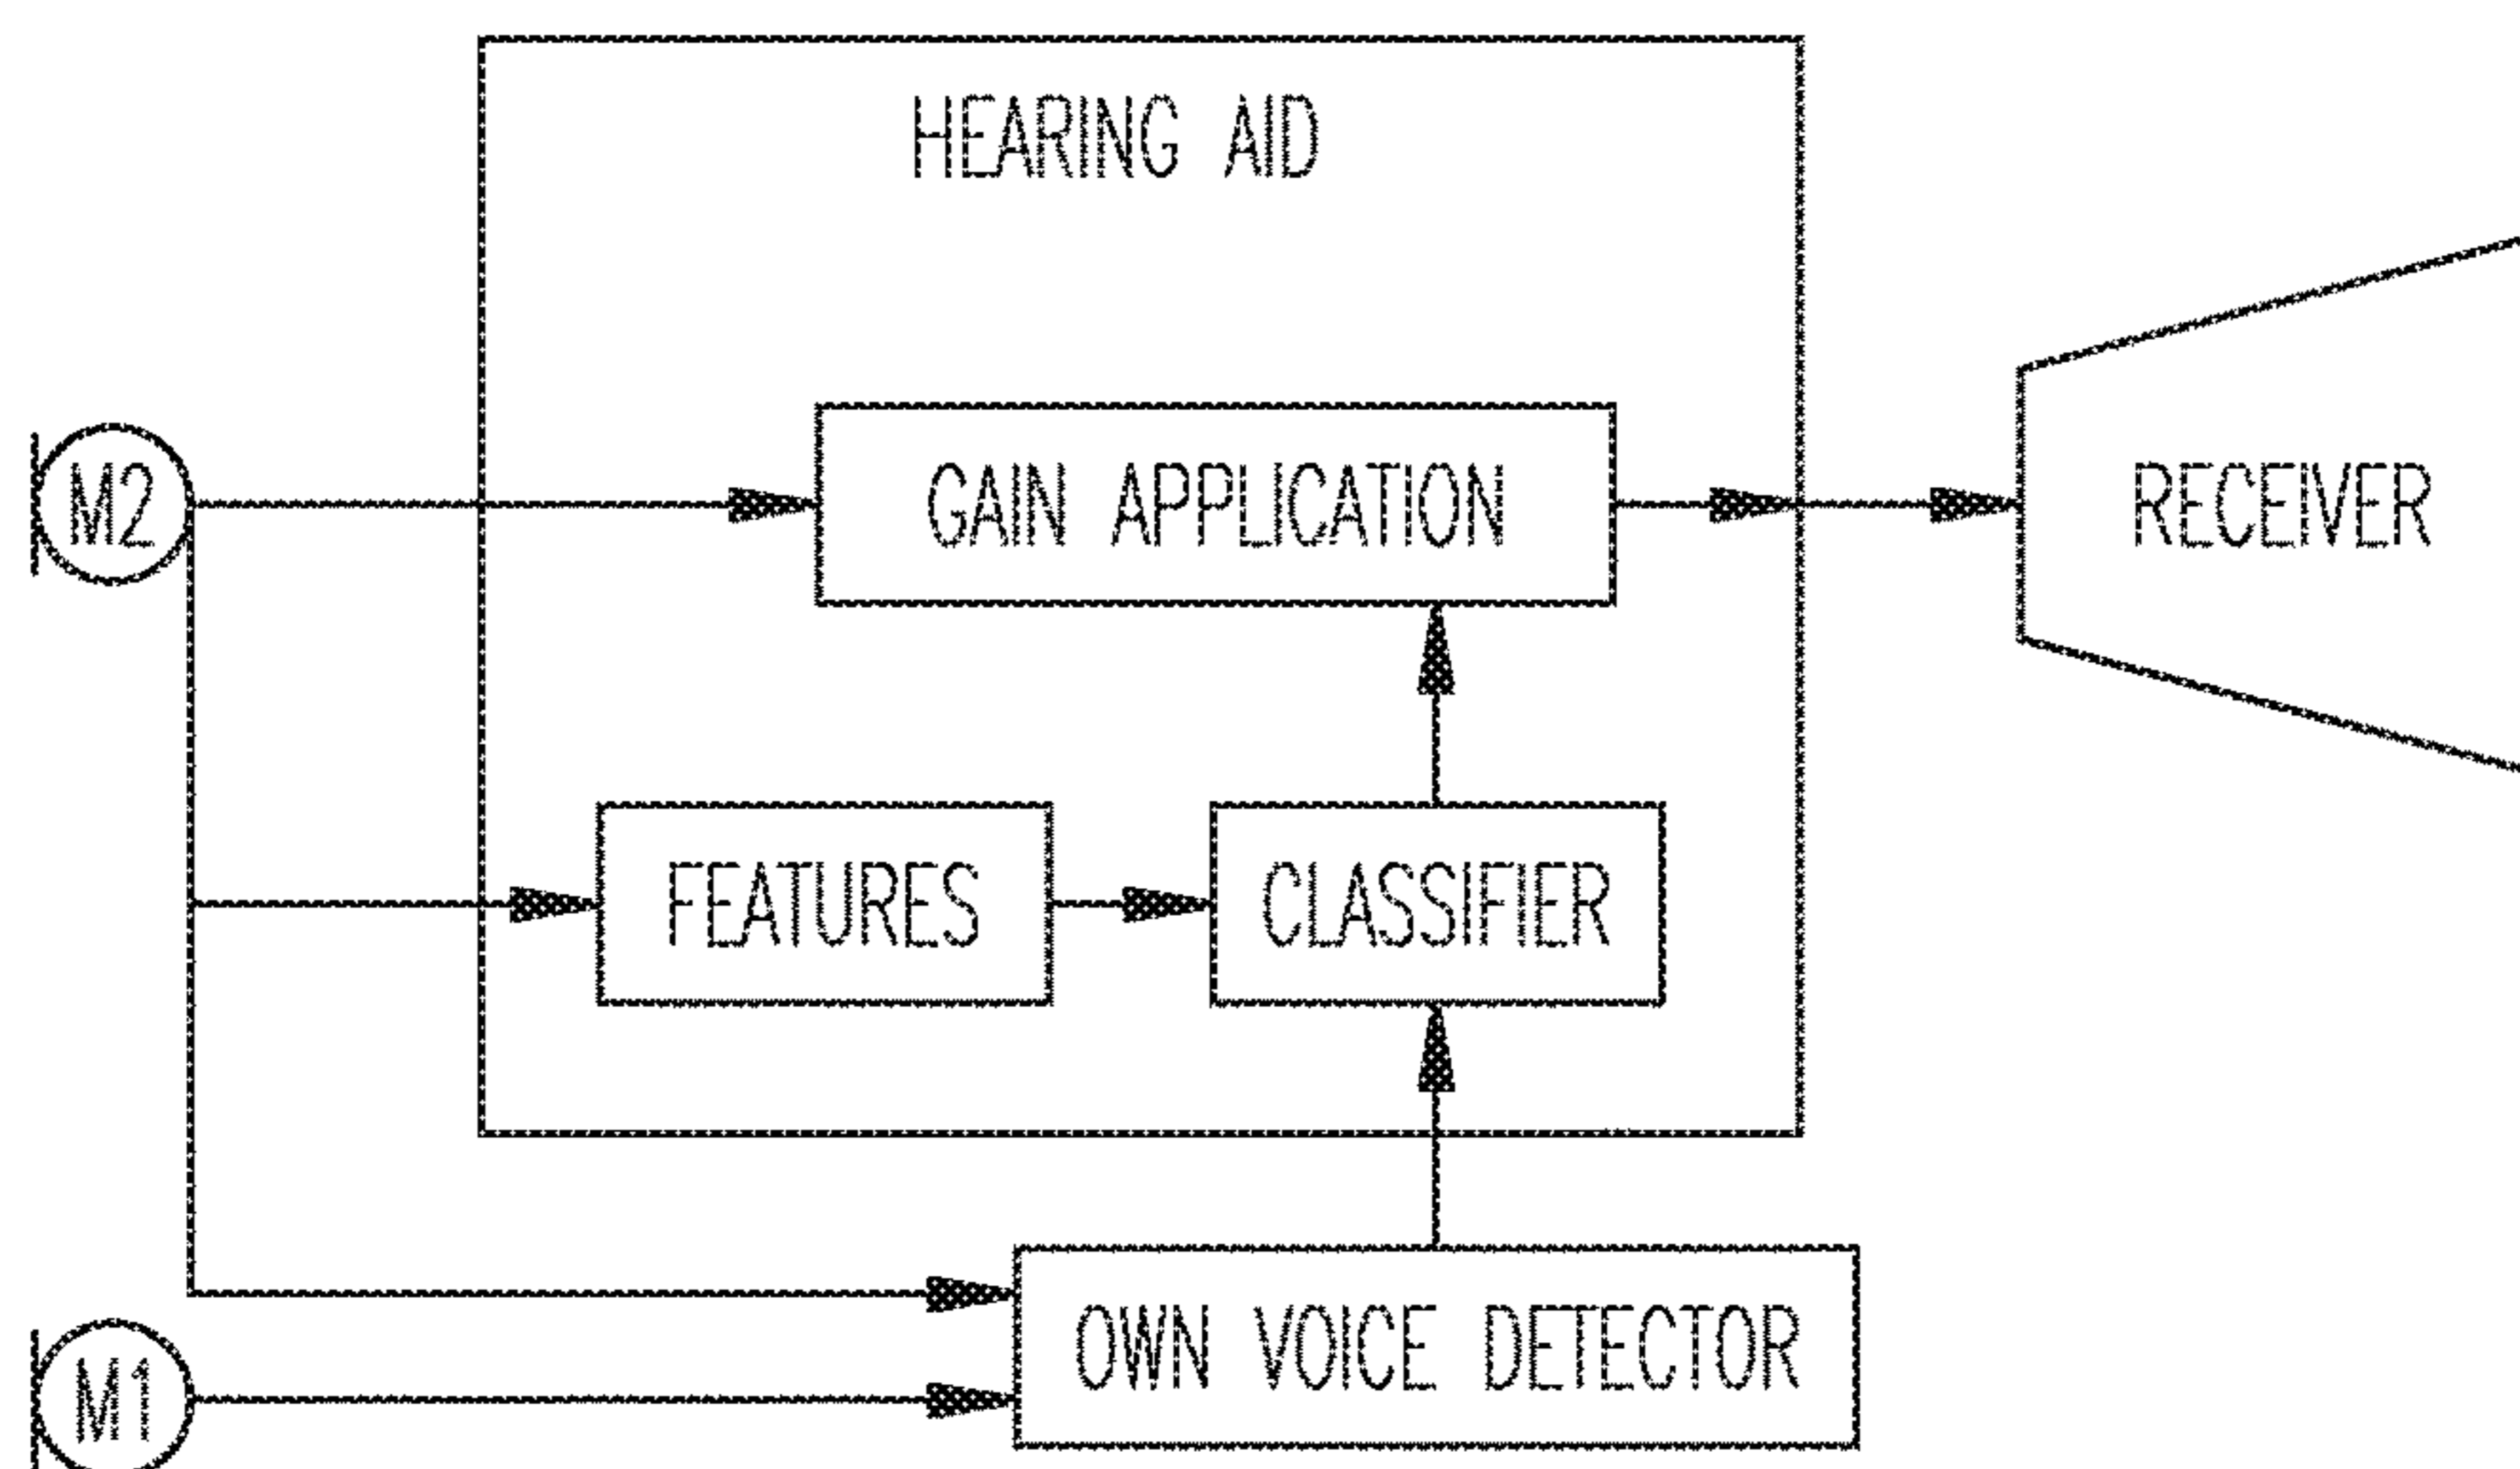 HEARING AID
M2
GAIN APPLICATION
RECEIVER
FEATURES
CLASSIFIER
OWN VOICE DETECTOR
M1